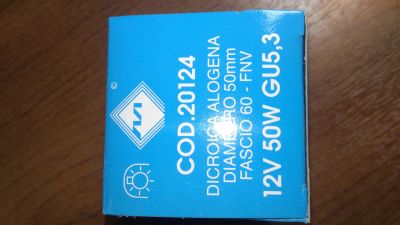 COD.20124
DICROICA ALOGENA
DIAMETRO 50mm
FASCIO 60 - FNV
12V 50W GU5,3